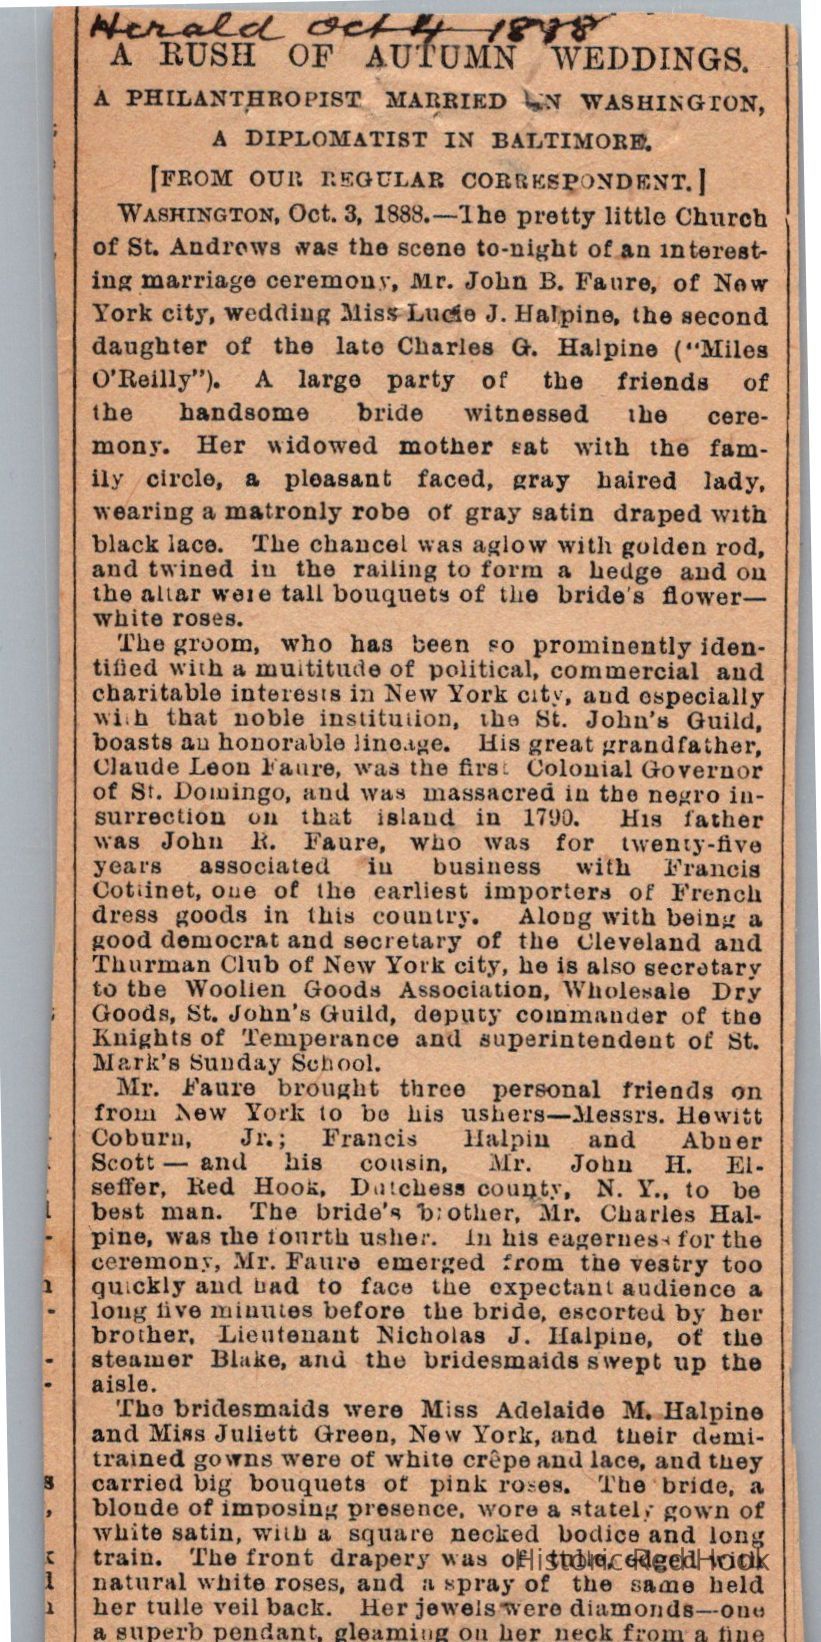 Herald Oct 4 1888
A RUSH OF AUTUMN WEDDINGS.
A PHILANTHROPIST MARRIED IN WASHINGTON,
A DIPLOMATIST IN BALTIMORE.
[FROM OUR REGULAR CORRESPONDENT.]
WASHINGTON, Oct. 3, 1888.—The pretty little Church
of St. Andrews was the scene to-night of an interest-
ing marriage ceremony, Mr. John B. Faure, of New
York city, wedding Miss Lucie J. Halpine, the second
daughter of the late Charles G. Halpine ("Miles
O'Reilly"). A large party of the friends of
the handsome bride witnessed the cere-
mony. Her widowed mother sat with the fam-
ily circle, a pleasant faced, gray haired lady,
wearing a matronly robe of gray satin draped with
black lace. The chancel was aglow with golden rod,
and twined in the railing to form a hedge and on
the altar were tall bouquets of the bride's flower—
white roses.
The groom, who has been so prominently iden-
tified with a multitude of political, commercial and
charitable interests in New York city, and especially
with that noble institution, the St. John's Guild,
boasts an honorable lineage. His great grandfather,
Claude Leon Faure, was the first Colonial Governor
of St. Domingo, and was massacred in the negro in-
surrection on that island in 1790. His father
was John R. Faure, who was for twenty-five
years associated in business with Francis
Cottinet, one of the earliest importers of French
dress goods in this country. Along with being a
good democrat and secretary of the Cleveland and
Thurman Club of New York city, he is also secretary
to the Woollen Goods Association, Wholesale Dry
Goods, St. John's Guild, deputy commander of the
Knights of Temperance and superintendent of St.
Mark's Sunday School.
Mr. Faure brought three personal friends on
from New York to be his ushers—Messrs. Hewitt
Coburn, Jr.; Francis Halpin and Abner
Scott — and his cousin, Mr. John H. El-
seffer, Red Hook, Dutchess county, N. Y., to be
best man. The bride's brother, Mr. Charles Hal-
pine, was the fourth usher. In his eagerness for the
ceremony, Mr. Faure emerged from the vestry too
quickly and had to face the expectant audience a
long five minutes before the bride, escorted by her
brother, Lieutenant Nicholas J. Halpine, of the
steamer Blake, and the bridesmaids swept up the
aisle.
The bridesmaids were Miss Adelaide M. Halpine
and Miss Juliett Green, New York, and their demi-
trained gowns were of white crêpe and lace, and they
carried big bouquets of pink roses. The bride, a
blonde of imposing presence, wore a stately gown of
white satin, with a square necked bodice and long
train. The front drapery was of tulle, edged with
Historic Red Hook
natural white roses, and a spray of the same held
her tulle veil back. Her jewels were diamonds—one
a superb pendant, gleaming on her neck from a fine